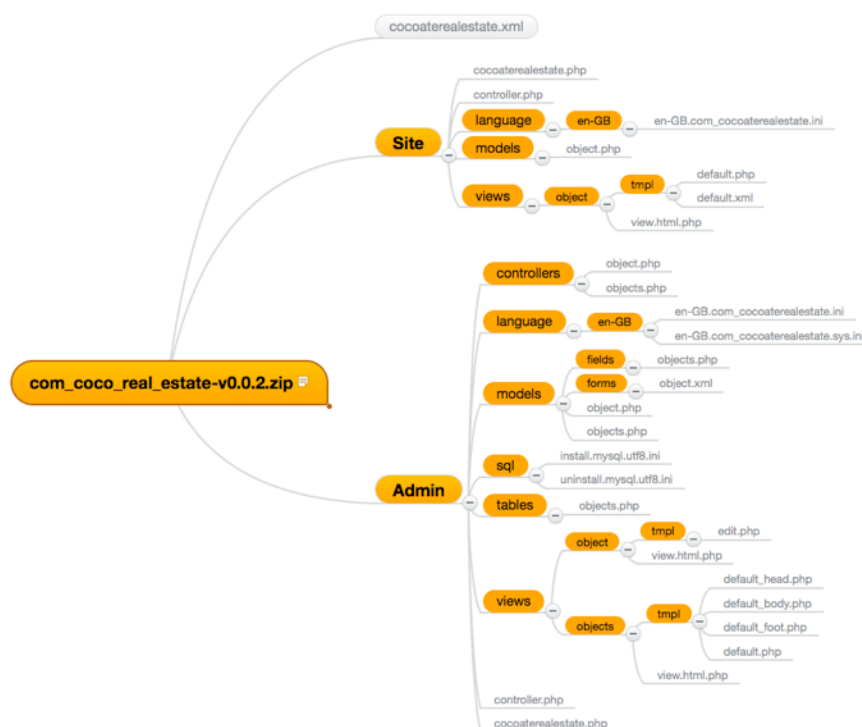 cocoaterealestate.xml
cocoaterealestate.php
controller.php
language
en-GB
en-GB.com_cocoaterealestate.ini
Site
models
object.php
views
object
tmpl
default.php
default.xml
view.html.php
controllers
object.php
objects.php
language
en-GB
en-GB.com_cocoaterealestate.ini
en-GB.com_cocoaterealestate.sys.in
com_coco_real_estate-v0.0.2.zip
models
fields
objects.php
forms
object.xml
object.php
objects.php
Admin
sql
install.mysql.utf8.ini
uninstall.mysql.utf8.ini
tables
objects.php
views
object
tmpl
edit.php
view.html.php
objects
tmpl
default_head.php
default_body.php
default_foot.php
default.php
view.html.php
controller.php
cocoaterealestate.php